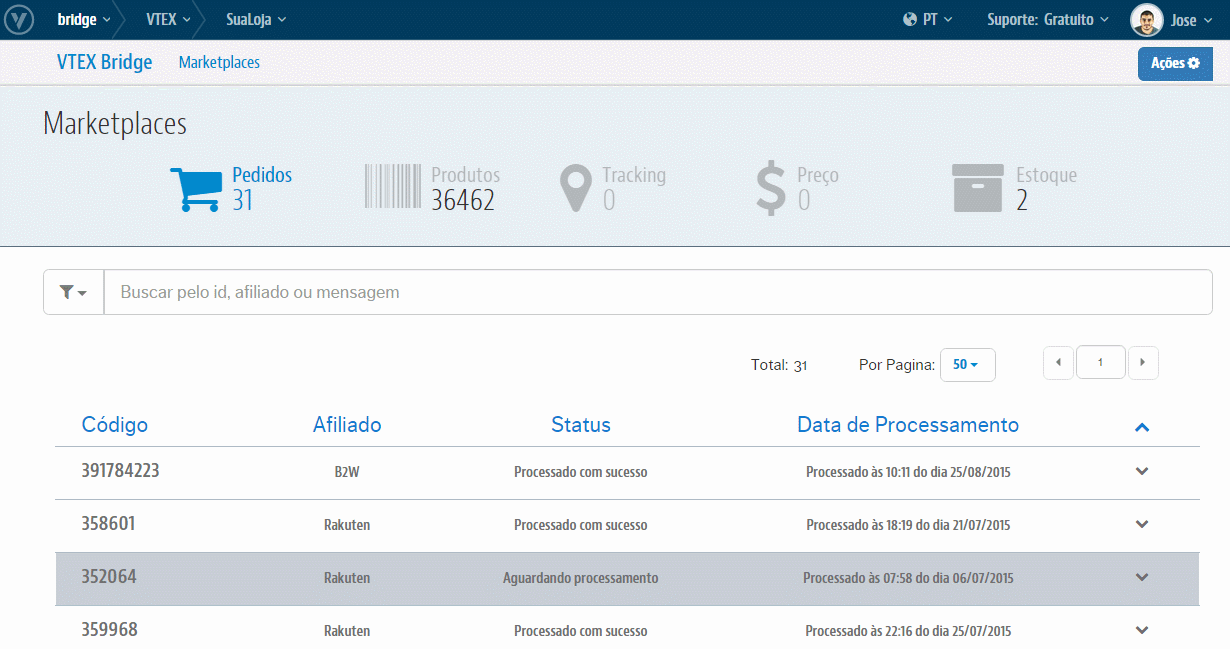 bridge VTEX SuaLoja PT Suporte: Gratuito Jose
VTEX Bridge Marketplaces Ações
Marketplaces
Pedidos Produtos Tracking Preço Estoque
31 36462 0 0 2
Buscar pelo id, afiliado ou mensagem
Total: 31 Por Pagina: 50 1
Código Afiliado Status Data de Processamento
391784223 B2W Processado com sucesso Processado às 10:11 do dia 25/08/2015
358601 Rakuten Processado com sucesso Processado às 18:19 do dia 21/07/2015
352064 Rakuten Aguardando processamento Processado às 07:58 do dia 06/07/2015
359968 Rakuten Processado com sucesso Processado às 22:16 do dia 25/07/2015